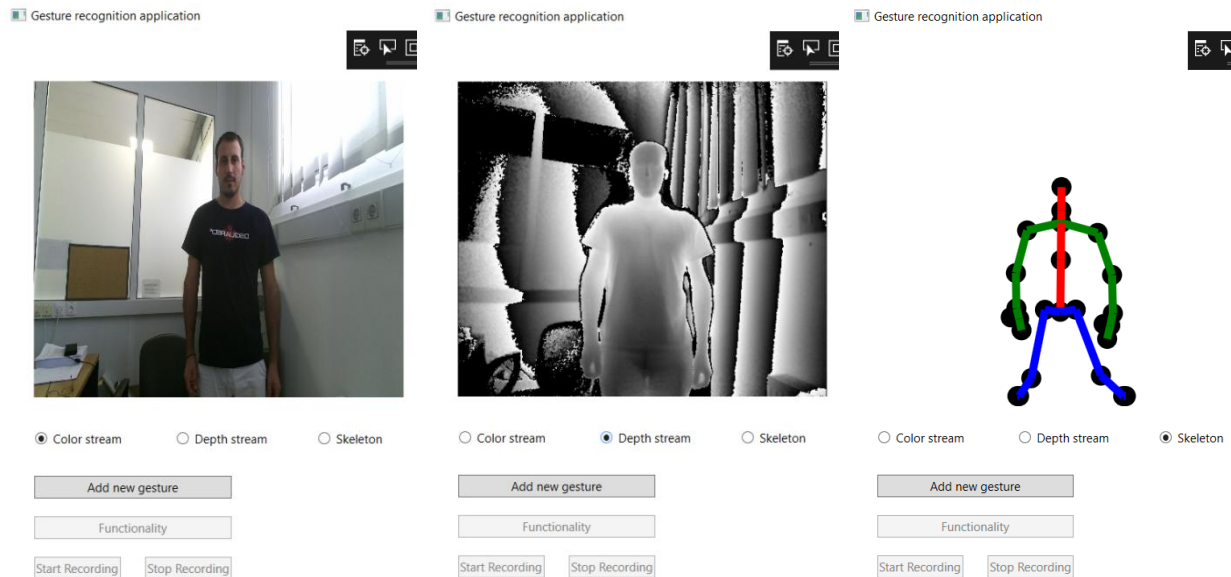 Gesture recognition application
Color stream
Depth stream
Skeleton
Add new gesture
Functionality
Start Recording
Stop Recording
Gesture recognition application
Color stream
Depth stream
Skeleton
Add new gesture
Functionality
Start Recording
Stop Recording
Gesture recognition application
Color stream
Depth stream
Skeleton
Add new gesture
Functionality
Start Recording
Stop Recording